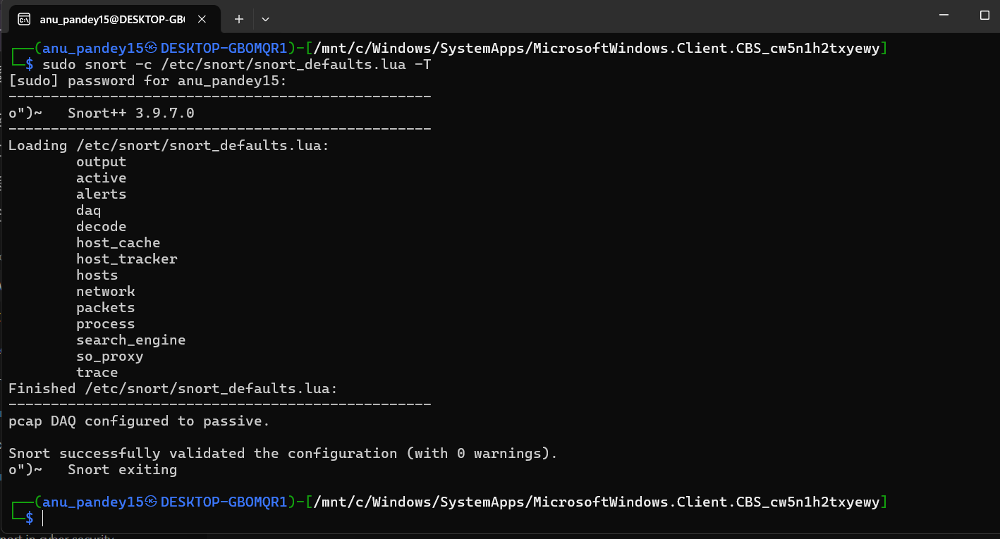 anu_pandey15@DESKTOP-GB
┌──(anu_pandey15㉿DESKTOP-GBOMQR1)-[/mnt/c/Windows/SystemApps/MicrosoftWindows.Client.CBS_cw5n1h2txyewy]
└─$ sudo snort -c /etc/snort/snort_defaults.lua -T
[sudo] password for anu_pandey15:
--------------------------------------------------
o")~   Snort++ 3.9.7.0
--------------------------------------------------
Loading /etc/snort/snort_defaults.lua:
        output
        active
        alerts
        daq
        decode
        host_cache
        host_tracker
        hosts
        network
        packets
        process
        search_engine
        so_proxy
        trace
Finished /etc/snort/snort_defaults.lua:
--------------------------------------------------
pcap DAQ configured to passive.

Snort successfully validated the configuration (with 0 warnings).
o")~   Snort exiting

┌──(anu_pandey15㉿DESKTOP-GBOMQR1)-[/mnt/c/Windows/SystemApps/MicrosoftWindows.Client.CBS_cw5n1h2txyewy]
└─$